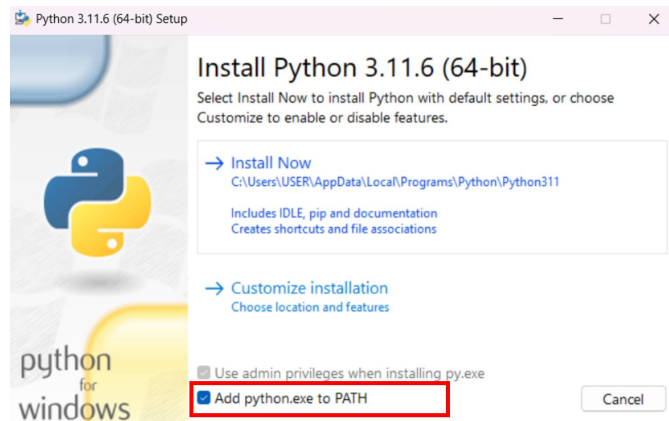 Python 3.11.6 (64-bit) Setup
Install Python 3.11.6 (64-bit)
Select Install Now to install Python with default settings, or choose
Customize to enable or disable features.
Install Now
C:\Users\USER\AppData\Local\Programs\Python\Python311
Includes IDLE, pip and documentation
Creates shortcuts and file associations
Customize installation
Choose location and features
python
for
windows
Use admin privileges when installing py.exe
Add python.exe to PATH
Cancel